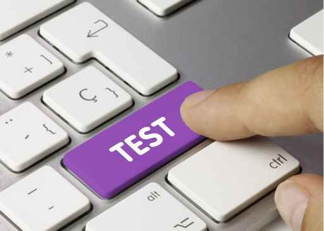 * +
Ç }
TEST
ctrl
alt